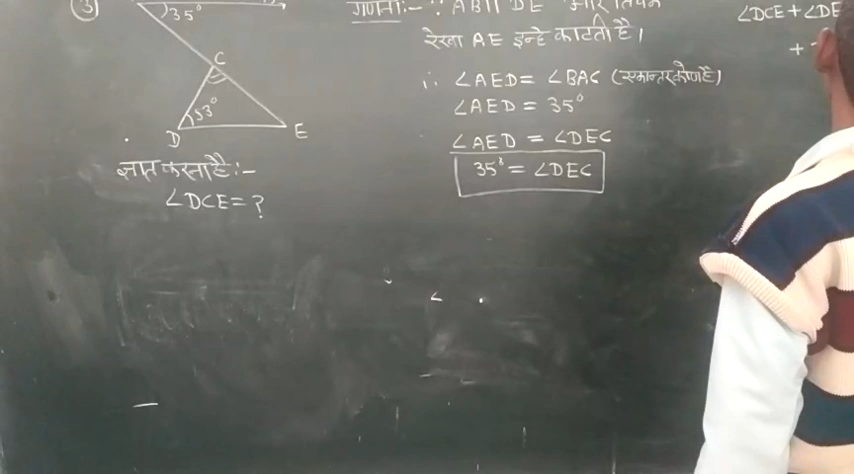 ③
35°
C
53°
D E
ज्ञात करना है:-
∠DCE = ?
गणना:- ∵ AB || DE और तिर्यक
रेखा AE इन्हे काटती है।
∴ ∠AED = ∠BAC (एकान्तर कोण है)
∠AED = 35°
∠AED = ∠DEC
35° = ∠DEC
∠DCE + ∠DE
+